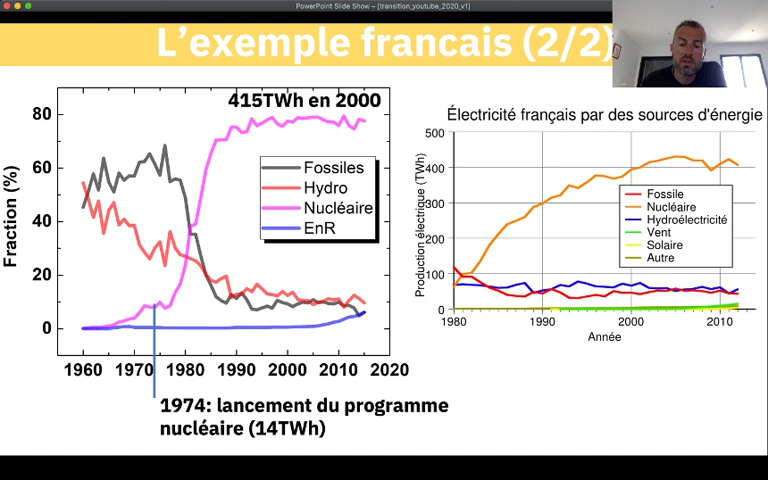 PowerPoint Slide Show – [transition_youtube_2020_v1]
L'exemple francais (2/2)
415TWh en 2000
Fossiles
Hydro
Nucléaire
EnR
Fraction (%)
80
60
40
20
0
1960 1970 1980 1990 2000 2010 2020
1974: lancement du programme
nucléaire (14TWh)
Électricité français par des sources d'énergie
Production électrique (TWh)
500
400
300
200
100
0
Fossile
Nucléaire
Hydroélectricité
Vent
Solaire
Autre
1980 1990 2000 2010
Année